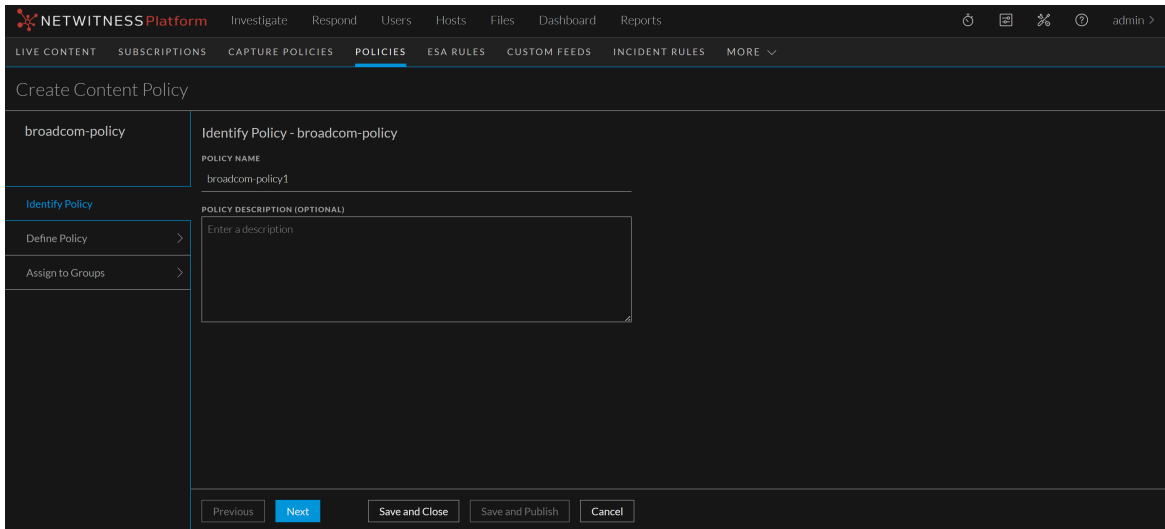 NETWITNESS Platform Investigate Respond Users Hosts Files Dashboard Reports admin >
LIVE CONTENT SUBSCRIPTIONS CAPTURE POLICIES POLICIES ESA RULES CUSTOM FEEDS INCIDENT RULES MORE
Create Content Policy
broadcom-policy
Identify Policy
Define Policy
Assign to Groups
Identify Policy - broadcom-policy
POLICY NAME
broadcom-policy1
POLICY DESCRIPTION (OPTIONAL)
Enter a description
Previous Next Save and Close Save and Publish Cancel